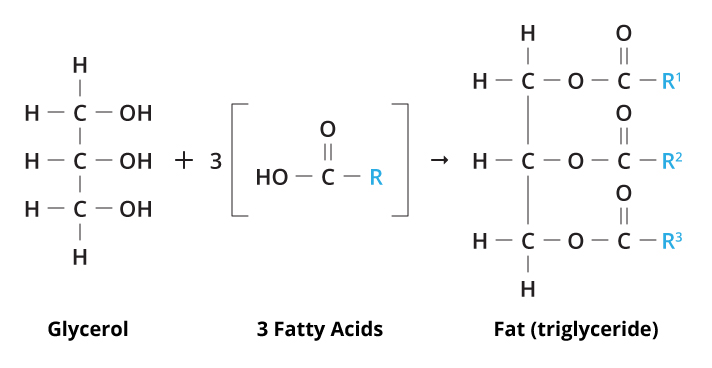 H
H — C — OH
H — C — OH
H — C — OH
H
+ 3
O
HO — C — R
→
H O
H — C — O — C — R¹
O
H — C — O — C — R²
O
H — C — O — C — R³
H
Glycerol
3 Fatty Acids
Fat (triglyceride)